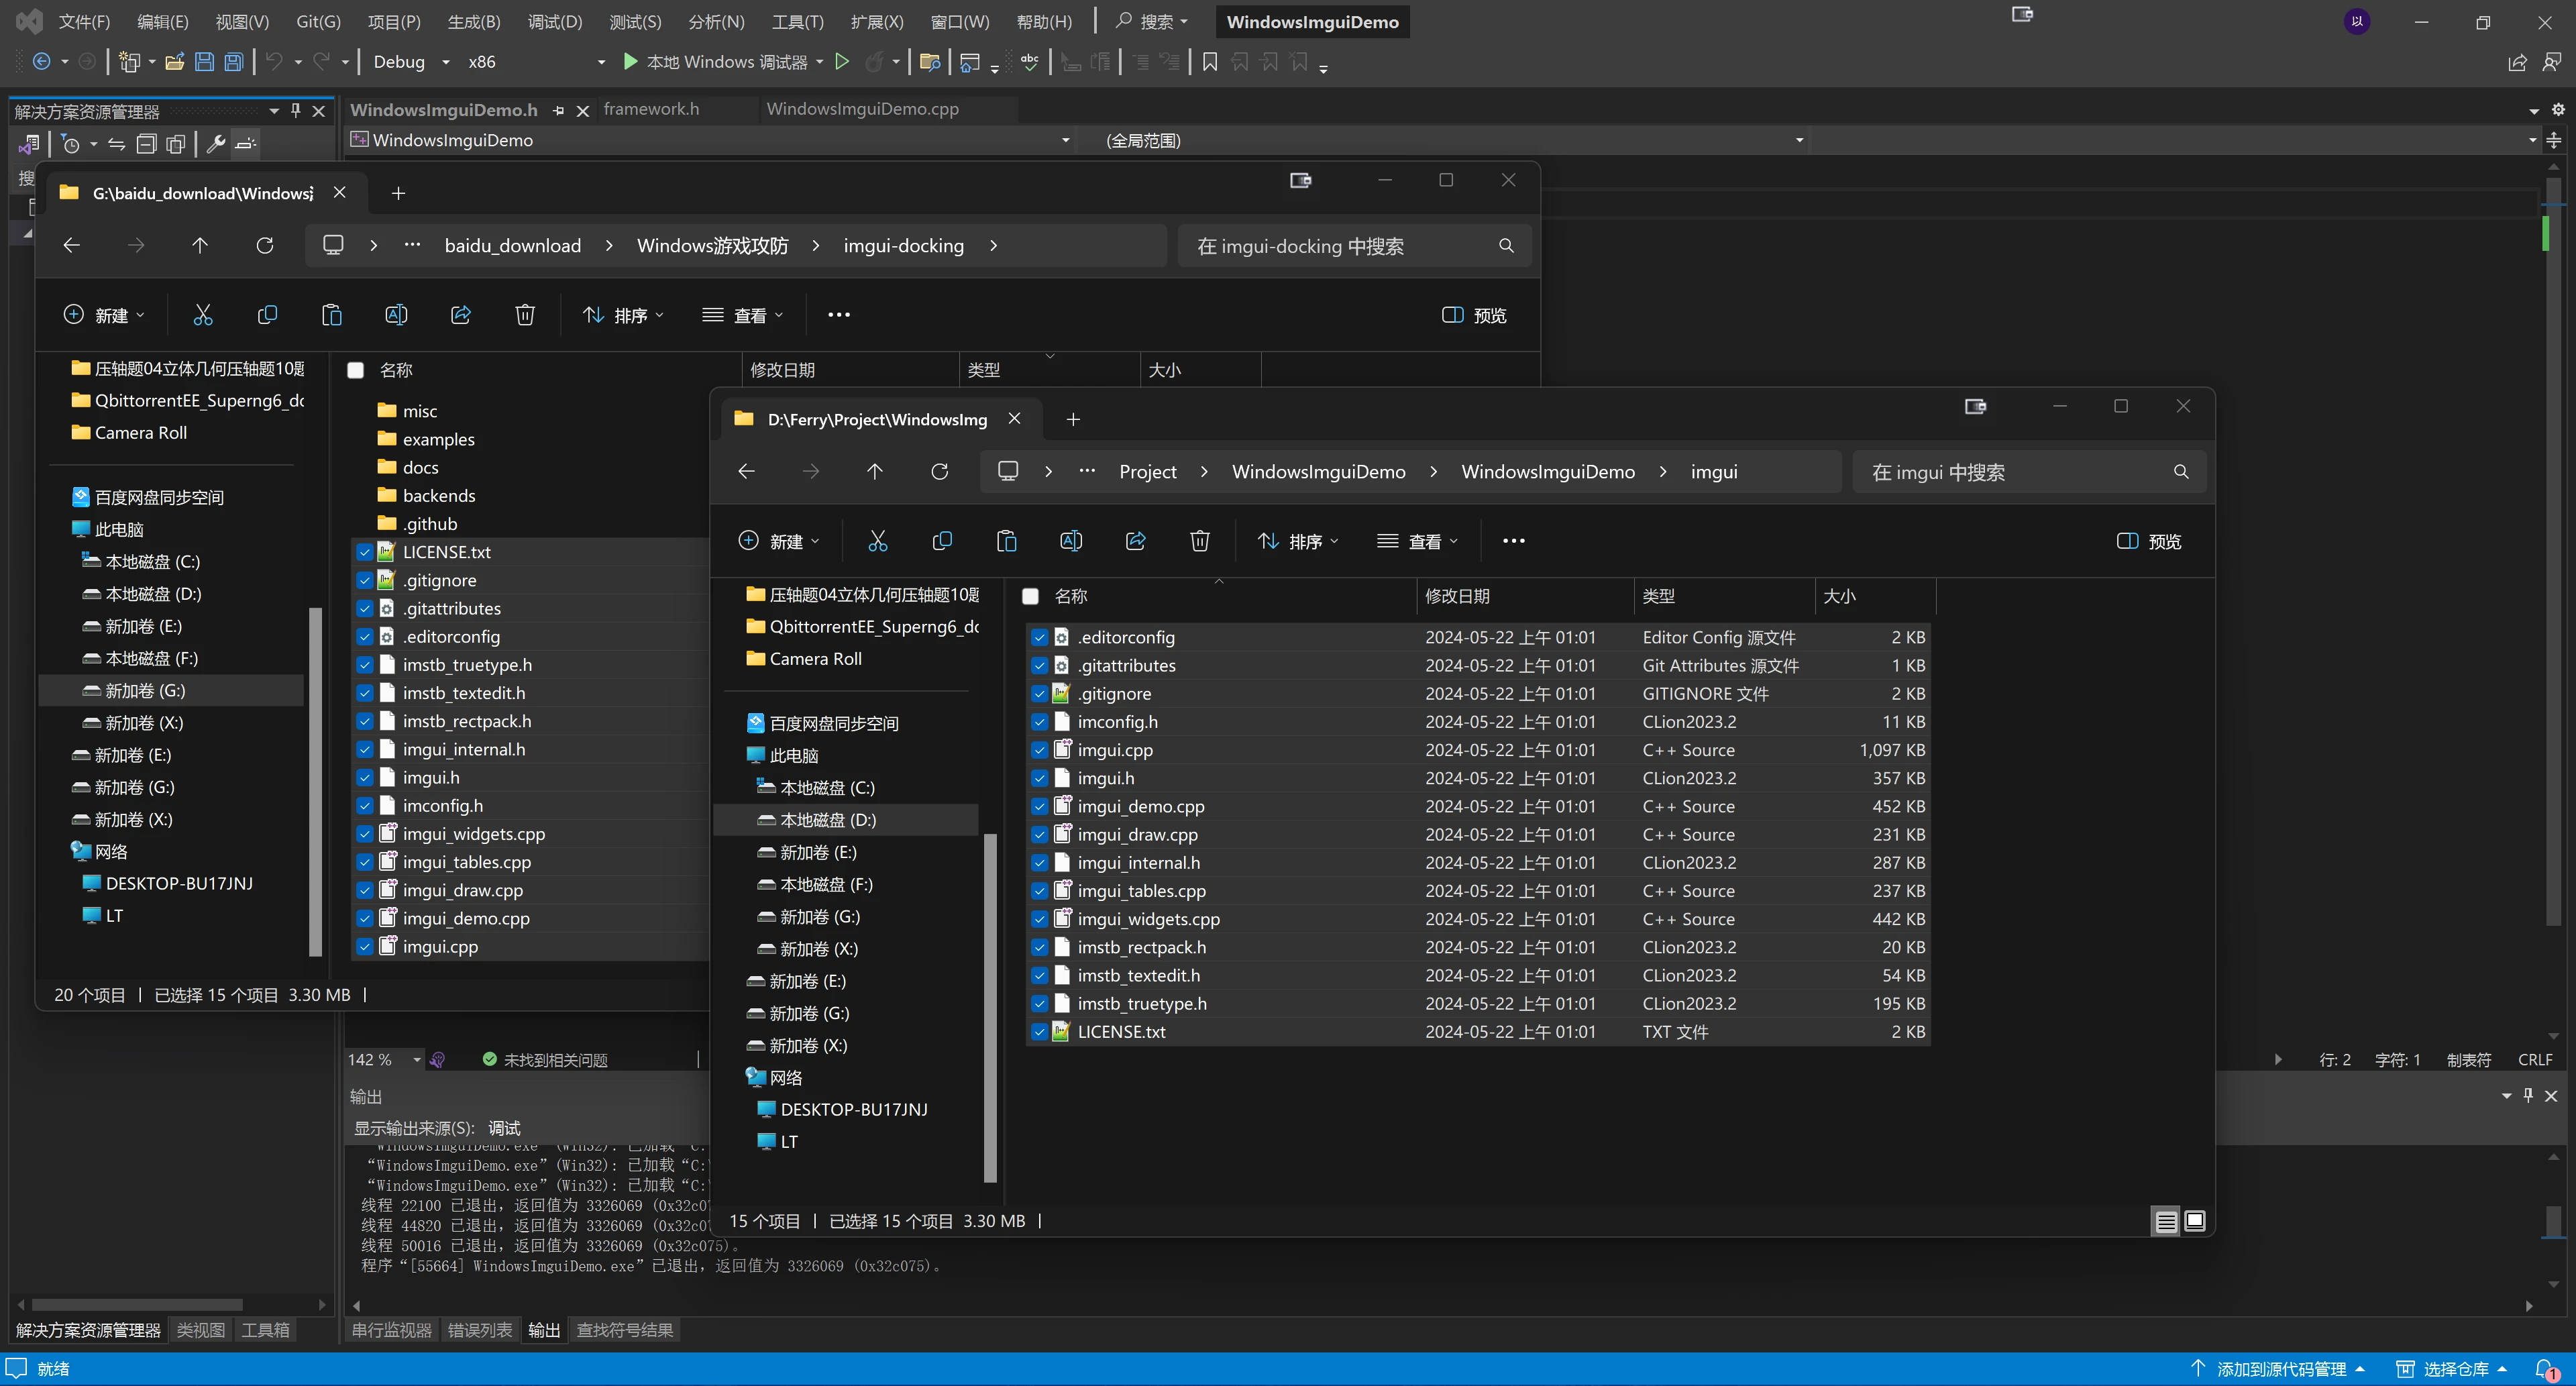 文件(F) 编辑(E) 视图(V) Git(G) 项目(P) 生成(B) 调试(D) 测试(S) 分析(N) 工具(T) 扩展(X) 窗口(W) 帮助(H) 搜索 WindowsImguiDemo 以
Debug x86 本地 Windows 调试器
解决方案资源管理器
WindowsImguiDemo.h framework.h WindowsImguiDemo.cpp
WindowsImguiDemo (全局范围)
搜
G:\baidu_download\Windows
baidu_download Windows游戏攻防 imgui-docking 在 imgui-docking 中搜索
新建 排序 查看 预览
压轴题04立体几何压轴题10题
QbittorrentEE_Superng6_dc
Camera Roll
百度网盘同步空间
此电脑
本地磁盘 (C:)
本地磁盘 (D:)
新加卷 (E:)
本地磁盘 (F:)
新加卷 (G:)
新加卷 (X:)
新加卷 (E:)
新加卷 (G:)
新加卷 (X:)
网络
DESKTOP-BU17JNJ
LT
名称 修改日期 类型 大小
misc
examples
docs
backends
.github
LICENSE.txt
.gitignore
.gitattributes
.editorconfig
imstb_truetype.h
imstb_textedit.h
imstb_rectpack.h
imgui_internal.h
imgui.h
imconfig.h
imgui_widgets.cpp
imgui_tables.cpp
imgui_draw.cpp
imgui_demo.cpp
imgui.cpp
20 个项目 已选择 15 个项目 3.30 MB
D:\Ferry\Project\WindowsImg
Project WindowsImguiDemo WindowsImguiDemo imgui 在 imgui 中搜索
新建 排序 查看 预览
压轴题04立体几何压轴题10题
QbittorrentEE_Superng6_dc
Camera Roll
百度网盘同步空间
此电脑
本地磁盘 (C:)
本地磁盘 (D:)
新加卷 (E:)
本地磁盘 (F:)
新加卷 (G:)
新加卷 (X:)
新加卷 (E:)
新加卷 (G:)
新加卷 (X:)
网络
DESKTOP-BU17JNJ
LT
名称 修改日期 类型 大小
.editorconfig 2024-05-22 上午 01:01 Editor Config 源文件 2 KB
.gitattributes 2024-05-22 上午 01:01 Git Attributes 源文件 1 KB
.gitignore 2024-05-22 上午 01:01 GITIGNORE 文件 2 KB
imconfig.h 2024-05-22 上午 01:01 CLion2023.2 11 KB
imgui.cpp 2024-05-22 上午 01:01 C++ Source 1,097 KB
imgui.h 2024-05-22 上午 01:01 CLion2023.2 357 KB
imgui_demo.cpp 2024-05-22 上午 01:01 C++ Source 452 KB
imgui_draw.cpp 2024-05-22 上午 01:01 C++ Source 231 KB
imgui_internal.h 2024-05-22 上午 01:01 CLion2023.2 287 KB
imgui_tables.cpp 2024-05-22 上午 01:01 C++ Source 237 KB
imgui_widgets.cpp 2024-05-22 上午 01:01 C++ Source 442 KB
imstb_rectpack.h 2024-05-22 上午 01:01 CLion2023.2 20 KB
imstb_textedit.h 2024-05-22 上午 01:01 CLion2023.2 54 KB
imstb_truetype.h 2024-05-22 上午 01:01 CLion2023.2 195 KB
LICENSE.txt 2024-05-22 上午 01:01 TXT 文件 2 KB
15 个项目 已选择 15 个项目 3.30 MB
142 % 未找到相关问题 行: 2 字符: 1 制表符 CRLF
输出
显示输出来源(S): 调试
“WindowsImguiDemo.exe” (Win32): 已加载 “C:
“WindowsImguiDemo.exe” (Win32): 已加载 “C:
“WindowsImguiDemo.exe” (Win32): 已加载 “C:
线程 22100 已退出，返回值为 3326069 (0x32c07
线程 44820 已退出，返回值为 3326069 (0x32c07
线程 50016 已退出，返回值为 3326069 (0x32c075)。
程序 “[55664] WindowsImguiDemo.exe” 已退出，返回值为 3326069 (0x32c075)。
解决方案资源管理器 类视图 工具箱 串行监视器 错误列表 输出 查找符号结果
就绪 添加到源代码管理 选择仓库 1